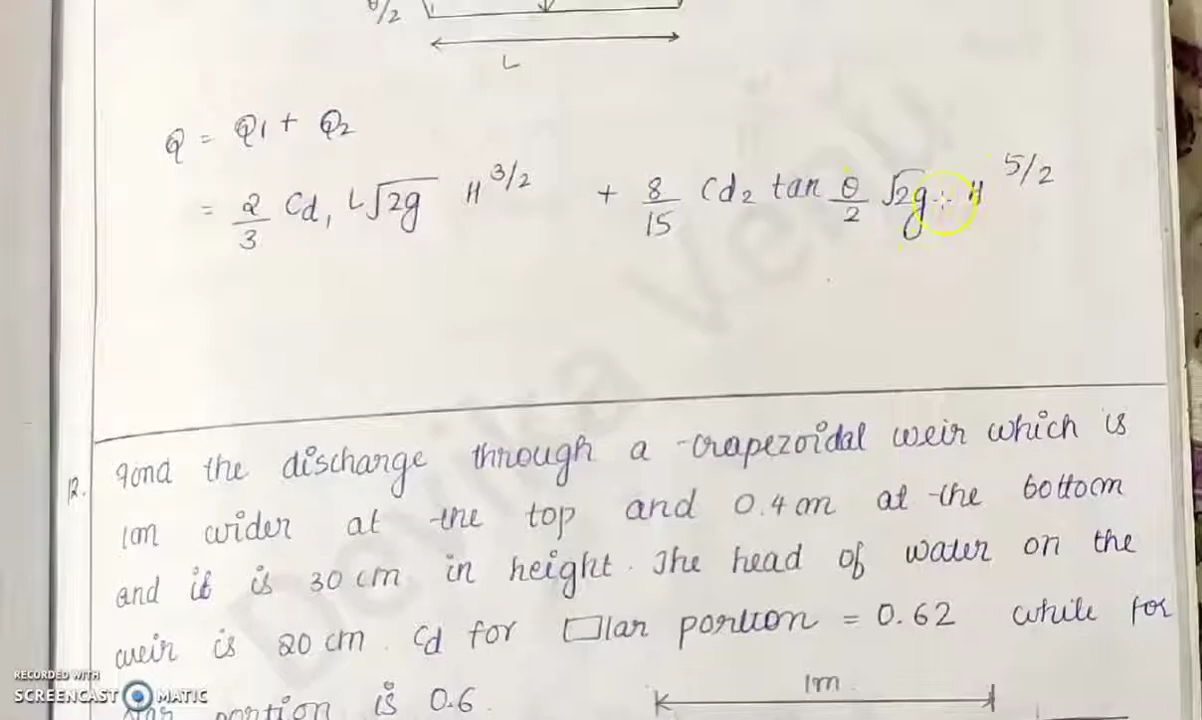 θ/2
L
Q = Q1 + Q2
= 2/3 Cd, L√2g H 3/2 + 8/15 Cd2 tan θ/2 √2g · H 5/2
12. find the discharge through a trapezoidal weir which is
1m wider at the top and 0.4m at the bottom
and it is 30 cm in height. The head of water on the
weir is 20 cm. Cd for □lar portion = 0.62 while for
portion is 0.6.
1m
Devika Venu
RECORDED WITH
SCREENCAST MATIC